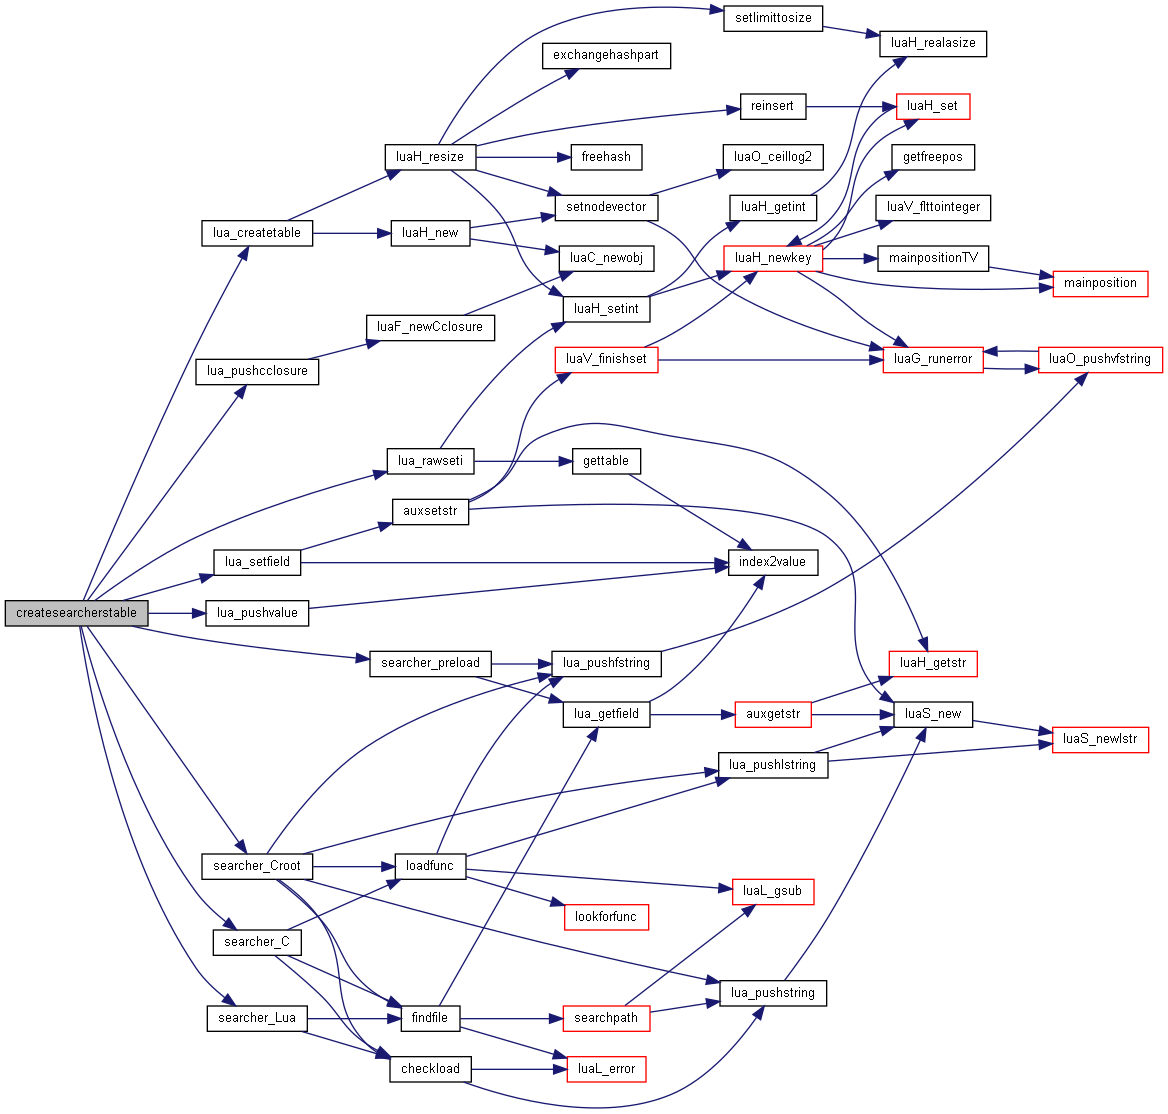 setlimittosize
luaH_realasize
exchangehashpart
reinsert
luaH_set
luaH_resize
freehash
luaO_ceillog2
getfreepos
setnodevector
luaH_getint
luaV_flttointeger
lua_createtable
luaH_new
luaC_newobj
luaH_newkey
mainpositionTV
mainposition
luaH_setint
luaF_newCclosure
luaV_finishset
luaG_runerror
luaO_pushvfstring
lua_pushcclosure
lua_rawseti
gettable
auxsetstr
lua_setfield
index2value
createsearcherstable
lua_pushvalue
searcher_preload
lua_pushfstring
luaH_getstr
lua_getfield
auxgetstr
luaS_new
luaS_newlstr
lua_pushlstring
searcher_Croot
loadfunc
luaL_gsub
lookforfunc
searcher_C
lua_pushstring
searcher_Lua
findfile
searchpath
checkload
luaL_error